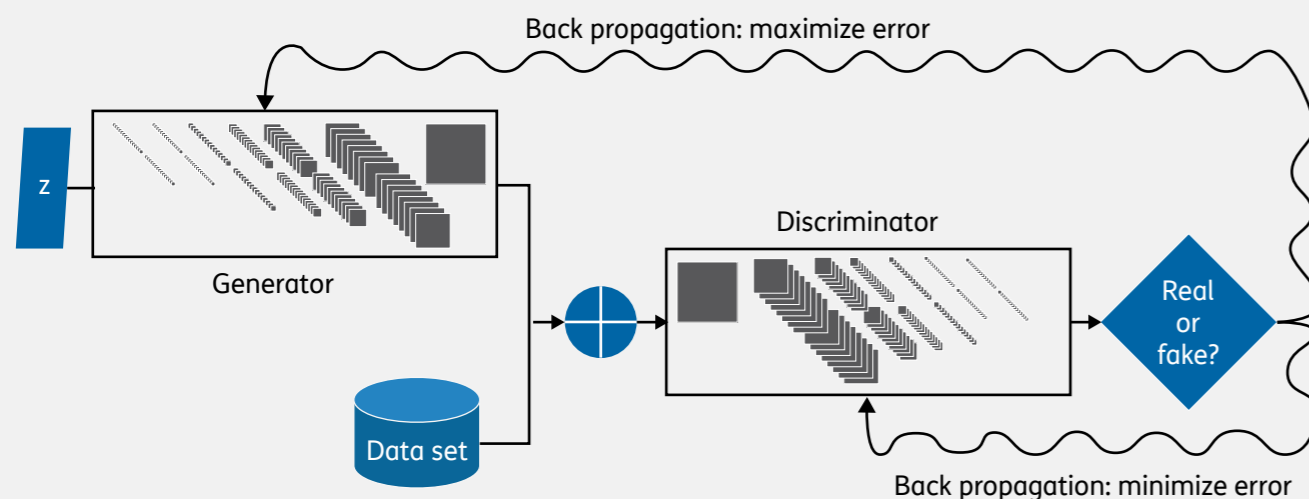 Back propagation: maximize error
z
Generator
Discriminator
Real
or
fake?
Data set
Back propagation: minimize error